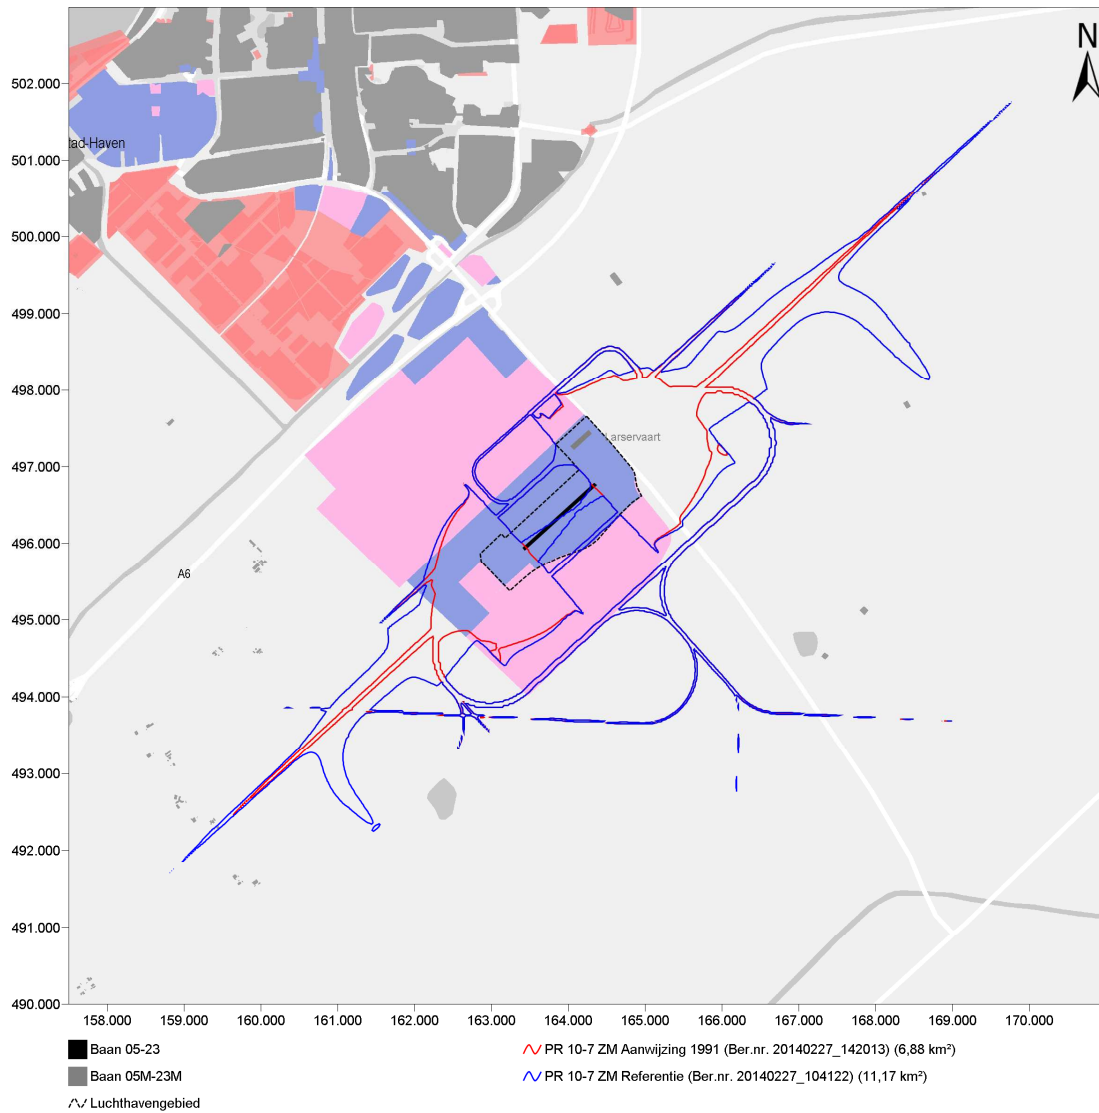 N
502.000
tad-Haven
501.000
500.000
499.000
498.000
Larservaart
497.000
496.000
A6
495.000
494.000
493.000
492.000
491.000
490.000
158.000 159.000 160.000 161.000 162.000 163.000 164.000 165.000 166.000 167.000 168.000 169.000 170.000
Baan 05-23
PR 10-7 ZM Aanwijzing 1991 (Ber.nr. 20140227_142013) (6,88 km²)
Baan 05M-23M
PR 10-7 ZM Referentie (Ber.nr. 20140227_104122) (11,17 km²)
Luchthavengebied